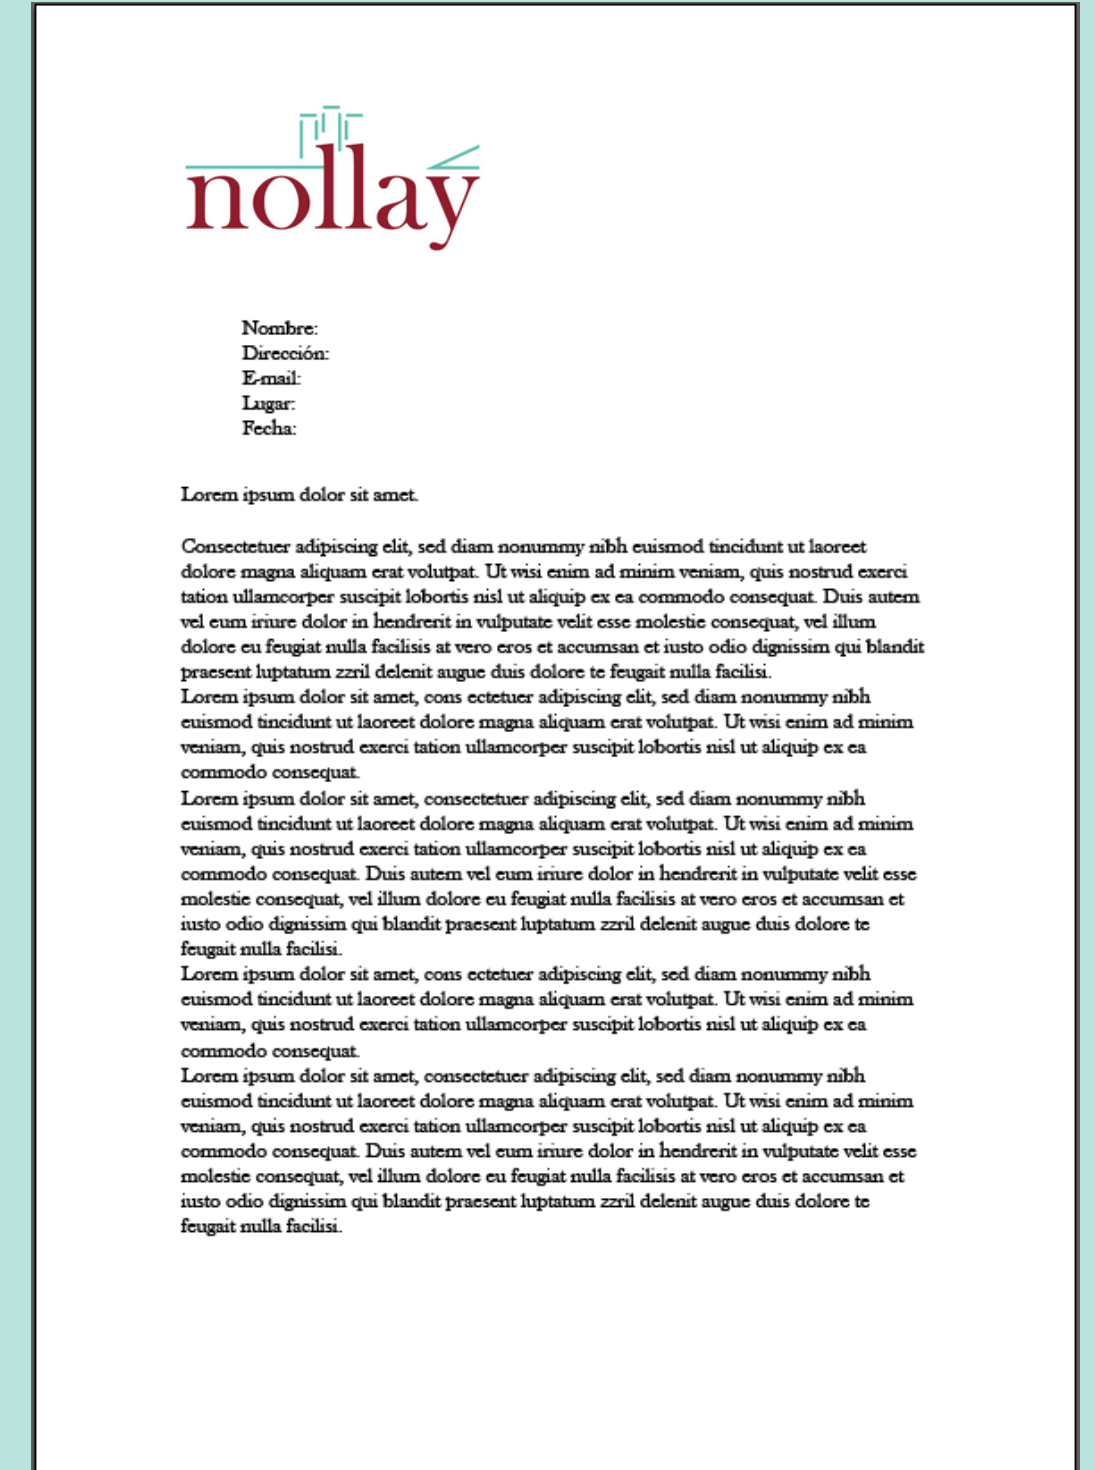 nollay
Nombre:
Dirección:
E-mail:
Lugar:
Fecha:
Lorem ipsum dolor sit amet.
Consectetuer adipiscing elit, sed diam nonummy nibh euismod tincidunt ut laoreet
dolore magna aliquam erat volutpat. Ut wisi enim ad minim veniam, quis nostrud exerci
tation ullamcorper suscipit lobortis nisl ut aliquip ex ea commodo consequat. Duis autem
vel eum iriure dolor in hendrerit in vulputate velit esse molestie consequat, vel illum
dolore eu feugiat nulla facilisis at vero eros et accumsan et iusto odio dignissim qui blandit
praesent luptatum zzril delenit augue duis dolore te feugait nulla facilisi.
Lorem ipsum dolor sit amet, cons ectetuer adipiscing elit, sed diam nonummy nibh
euismod tincidunt ut laoreet dolore magna aliquam erat volutpat. Ut wisi enim ad minim
veniam, quis nostrud exerci tation ullamcorper suscipit lobortis nisl ut aliquip ex ea
commodo consequat.
Lorem ipsum dolor sit amet, consectetuer adipiscing elit, sed diam nonummy nibh
euismod tincidunt ut laoreet dolore magna aliquam erat volutpat. Ut wisi enim ad minim
veniam, quis nostrud exerci tation ullamcorper suscipit lobortis nisl ut aliquip ex ea
commodo consequat. Duis autem vel eum iriure dolor in hendrerit in vulputate velit esse
molestie consequat, vel illum dolore eu feugiat nulla facilisis at vero eros et accumsan et
iusto odio dignissim qui blandit praesent luptatum zzril delenit augue duis dolore te
feugait nulla facilisi.
Lorem ipsum dolor sit amet, cons ectetuer adipiscing elit, sed diam nonummy nibh
euismod tincidunt ut laoreet dolore magna aliquam erat volutpat. Ut wisi enim ad minim
veniam, quis nostrud exerci tation ullamcorper suscipit lobortis nisl ut aliquip ex ea
commodo consequat.
Lorem ipsum dolor sit amet, consectetuer adipiscing elit, sed diam nonummy nibh
euismod tincidunt ut laoreet dolore magna aliquam erat volutpat. Ut wisi enim ad minim
veniam, quis nostrud exerci tation ullamcorper suscipit lobortis nisl ut aliquip ex ea
commodo consequat. Duis autem vel eum iriure dolor in hendrerit in vulputate velit esse
molestie consequat, vel illum dolore eu feugiat nulla facilisis at vero eros et accumsan et
iusto odio dignissim qui blandit praesent luptatum zzril delenit augue duis dolore te
feugait nulla facilisi.